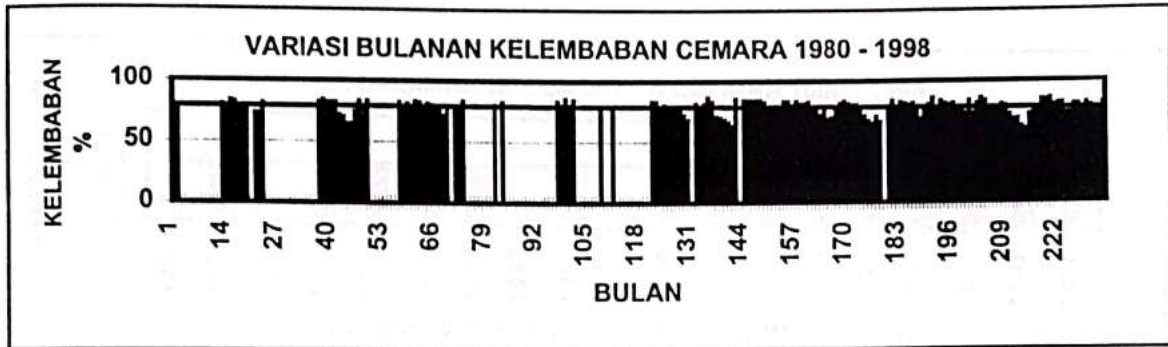 VARIASI BULANAN KELEMBABAN CEMARA 1980 - 1998
KELEMBABAN
%
100
50
0
1 14 27 40 53 66 79 92 105 118 131 144 157 170 183 196 209 222
BULAN